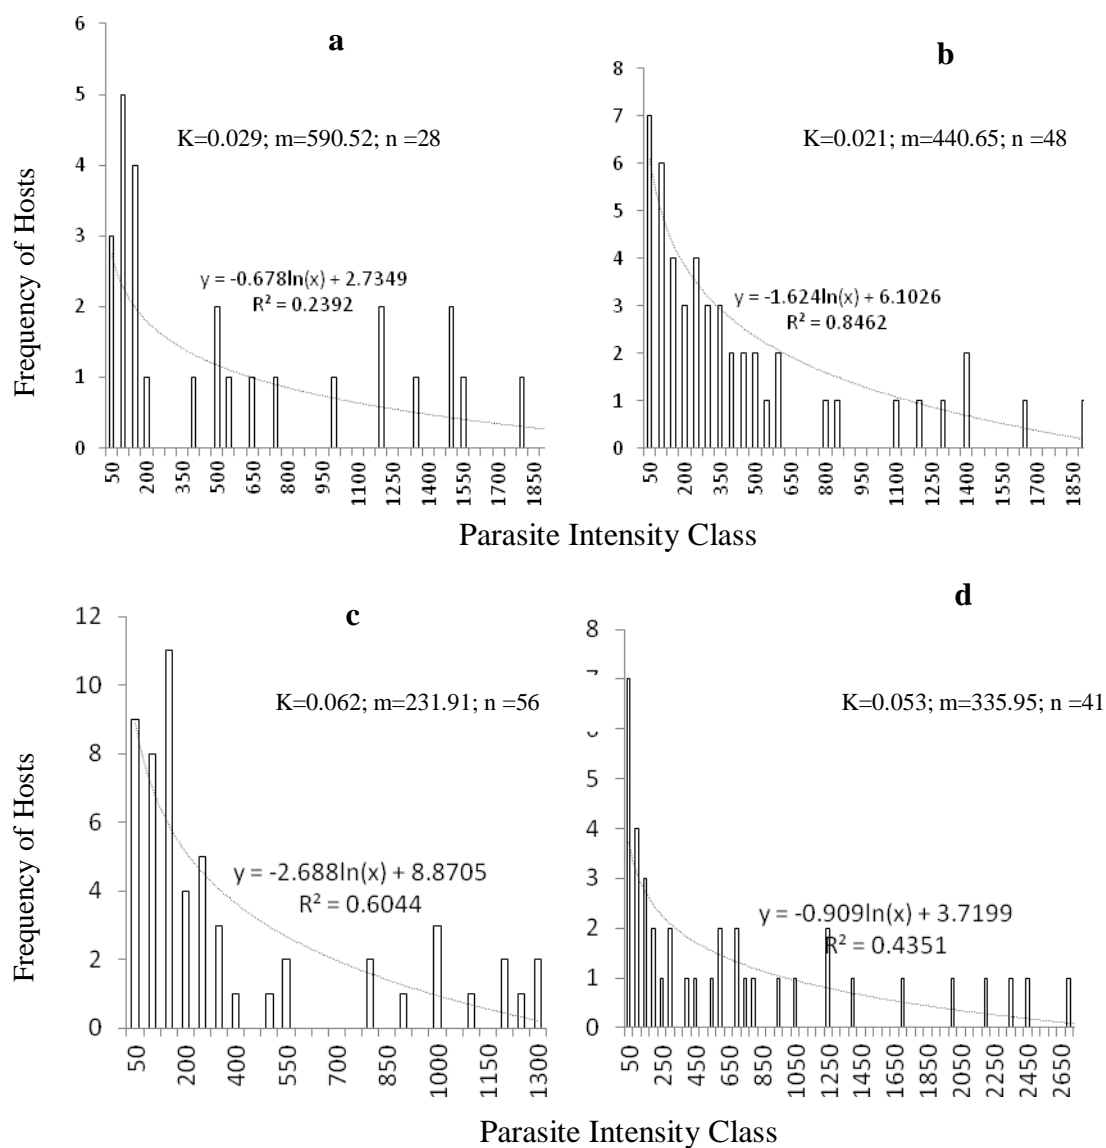 a
K=0.029; m=590.52; n =28
y = -0.678ln(x) + 2.7349
R² = 0.2392
6
5
4
3
2
1
0
50 200 350 500 650 800 950 1100 1250 1400 1550 1700 1850
Frequency of Hosts
b
K=0.021; m=440.65; n =48
y = -1.624ln(x) + 6.1026
R² = 0.8462
8
7
6
5
4
3
2
1
0
50 200 350 500 650 800 950 1100 1250 1400 1550 1700 1850
Parasite Intensity Class
c
K=0.062; m=231.91; n =56
y = -2.688ln(x) + 8.8705
R² = 0.6044
12
10
8
6
4
2
0
50 200 400 550 700 850 1000 1150 1300
Frequency of Hosts
d
K=0.053; m=335.95; n =41
y = -0.909ln(x) + 3.7199
R² = 0.4351
8
7
6
5
4
3
2
1
0
50 250 450 650 850 1050 1250 1450 1650 1850 2050 2250 2450 2650
Parasite Intensity Class